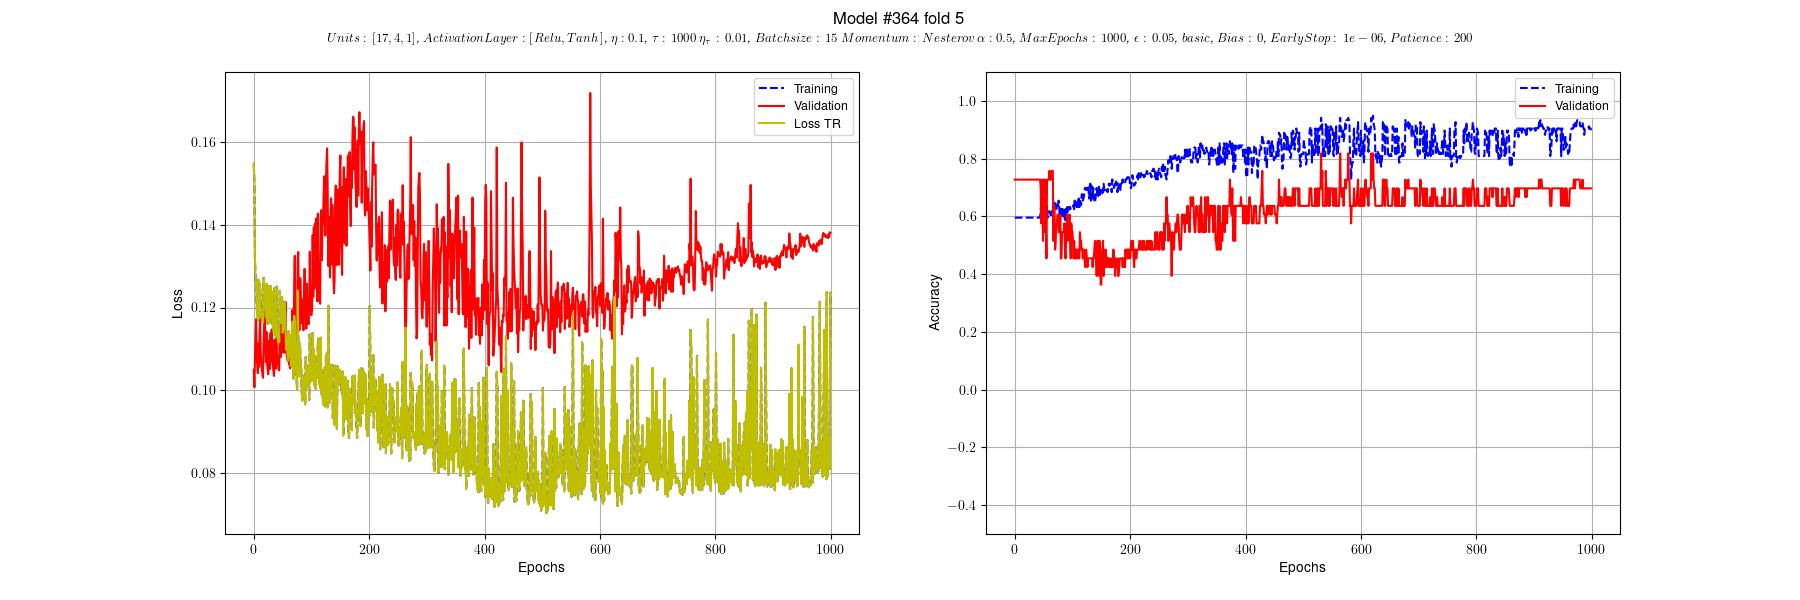 Model #364 fold 5
Units : [17, 4, 1], ActivationLayer : [Relu, Tanh], η : 0.1, τ : 1000 η_τ : 0.01, Batchsize : 15 Momentum : Nesterov α : 0.5, MaxEpochs : 1000, ϵ : 0.05, basic, Bias : 0, EarlyStop : 1e − 06, Patience : 200
Training
Validation
Loss TR
0.16
0.14
0.12
0.10
0.08
Loss
0 200 400 600 800 1000
Epochs
Training
Validation
1.0
0.8
0.6
0.4
0.2
0.0
−0.2
−0.4
Accuracy
0 200 400 600 800 1000
Epochs